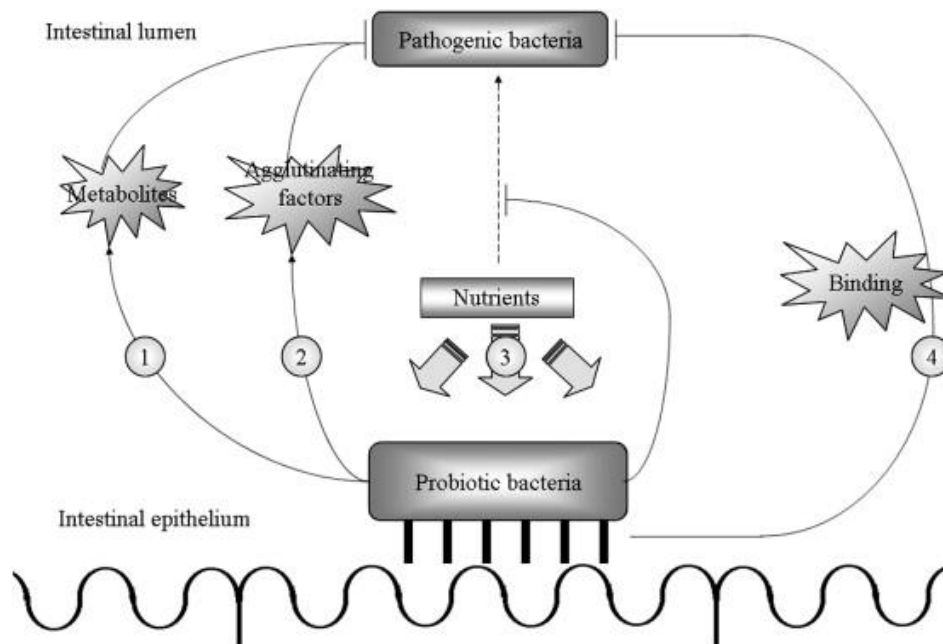 Intestinal lumen
Pathogenic bacteria
Metabolites
Agglutinating
factors
Binding
Nutrients
1
2
3
4
Probiotic bacteria
Intestinal epithelium